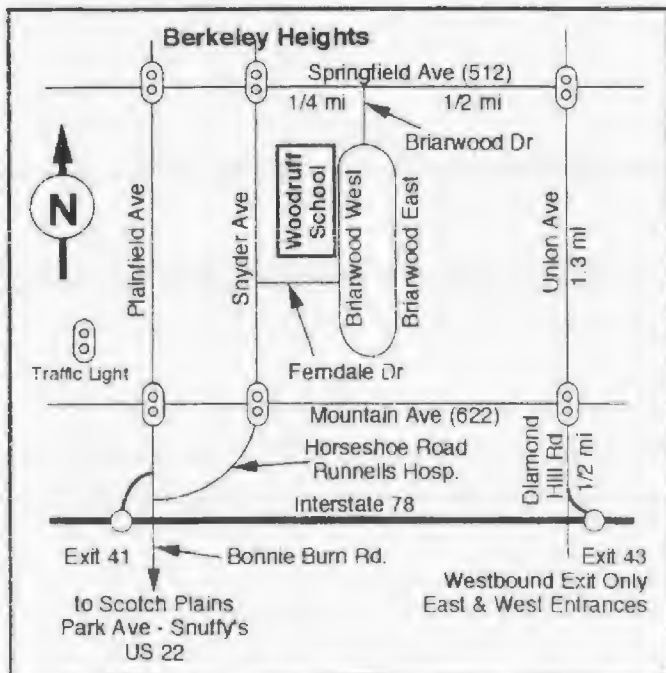 Berkeley Heights
Springfield Ave (512)
1/4 mi
1/2 mi
Briarwood Dr
N
Plainfield Ave
Snyder Ave
Woodruff
School
Briarwood West
Briarwood East
Union Ave
1.3 mi
Traffic Light
Ferndale Dr
Mountain Ave (622)
Horseshoe Road
Runnells Hosp.
Diamond
Hill Rd
1/2 mi
Interstate 78
Exit 41
Bonnie Burn Rd.
Exit 43
Westbound Exit Only
East & West Entrances
to Scotch Plains
Park Ave - Snuffy's
US 22